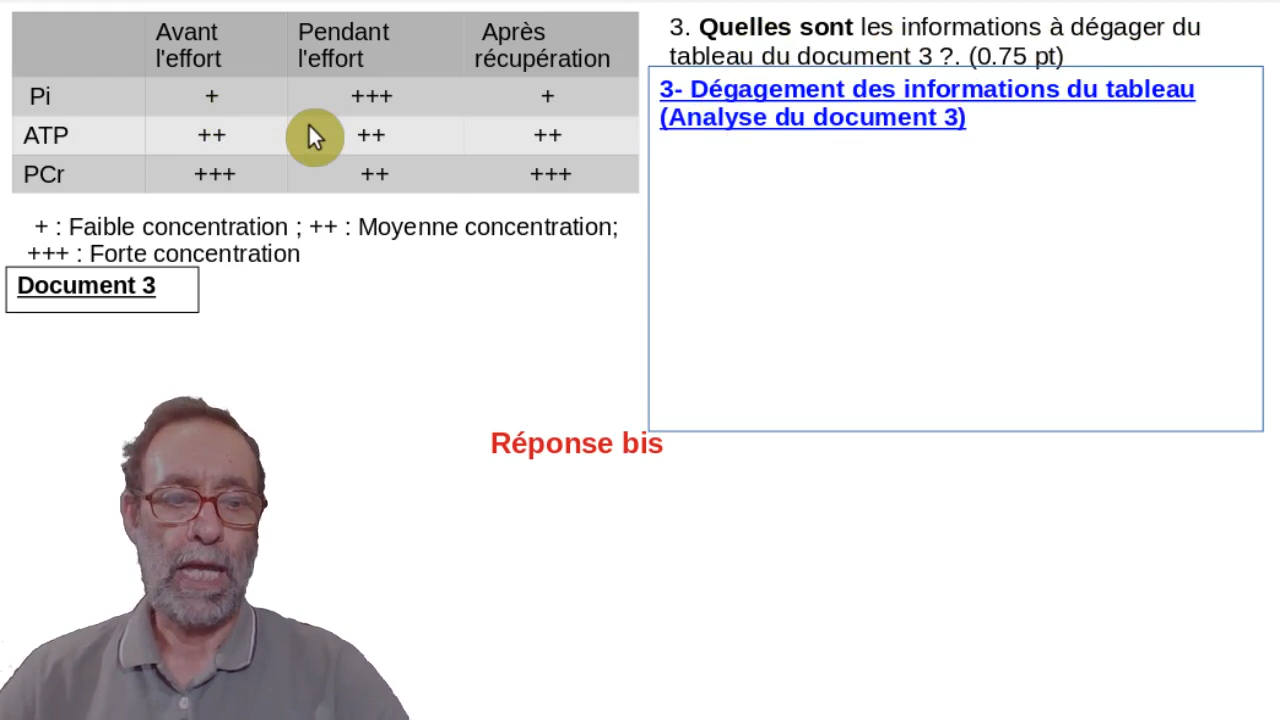 Avant Pendant Après
l'effort l'effort récupération
Pi + +++ +
ATP ++ ++ ++
PCr +++ ++ +++
+ : Faible concentration ; ++ : Moyenne concentration;
+++ : Forte concentration
Document 3
3. Quelles sont les informations à dégager du
tableau du document 3 ?. (0.75 pt)
3- Dégagement des informations du tableau
(Analyse du document 3)
Réponse bis